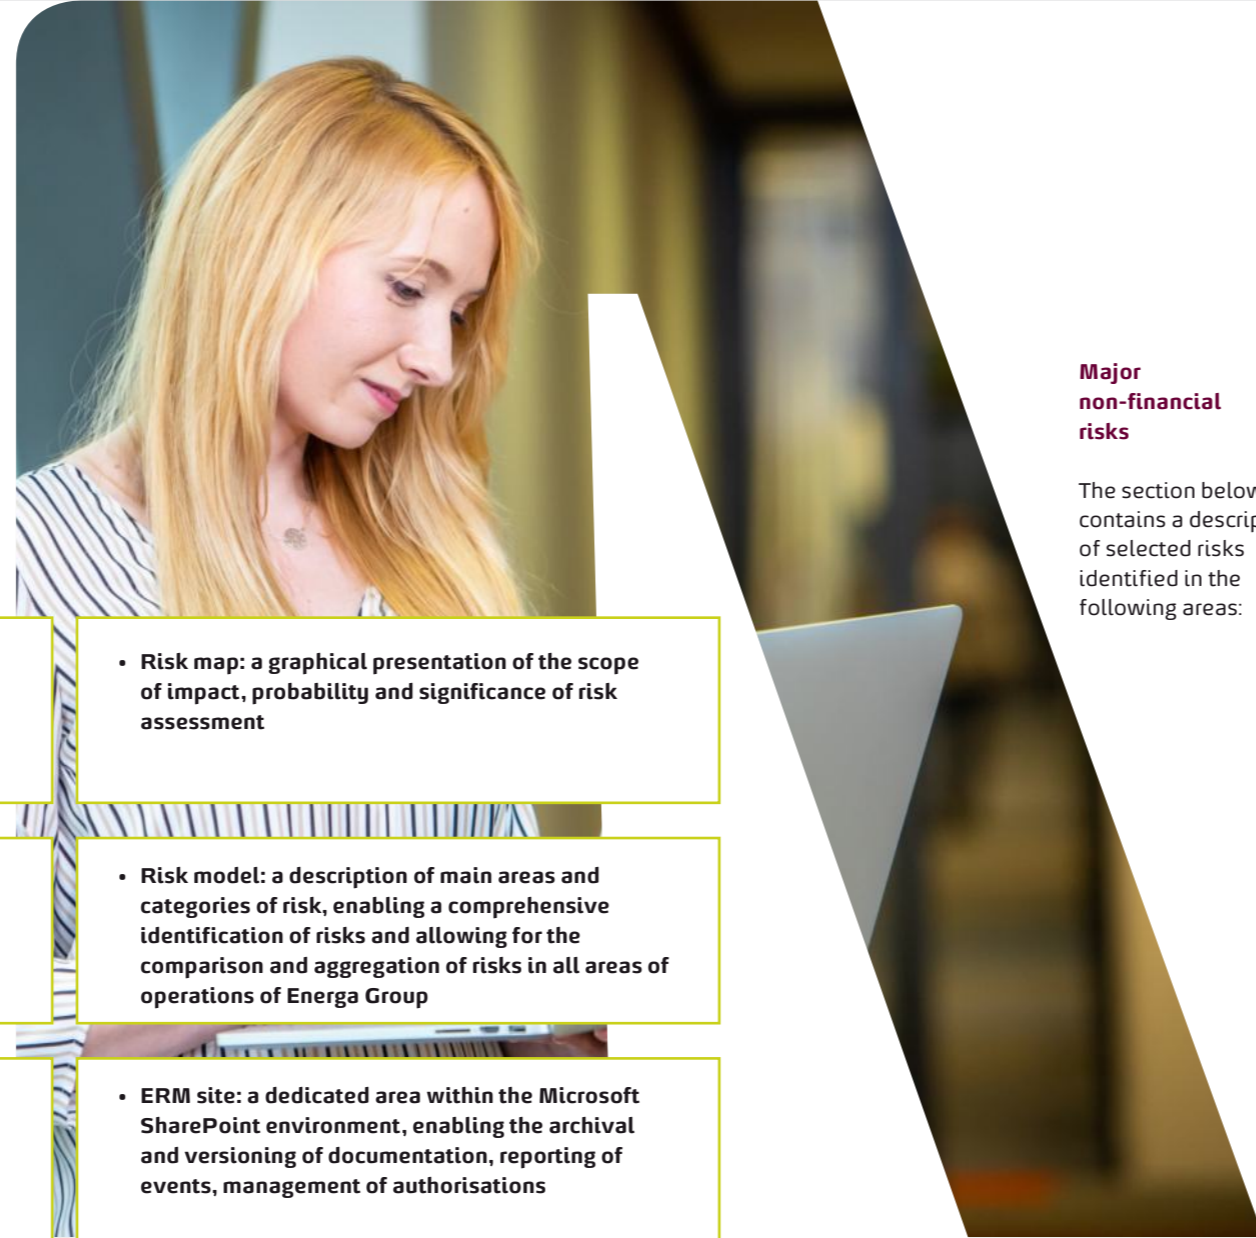 • Risk map: a graphical presentation of the scope
of impact, probability and significance of risk
assessment
• Risk model: a description of main areas and
categories of risk, enabling a comprehensive
identification of risks and allowing for the
comparison and aggregation of risks in all areas of
operations of Energa Group
• ERM site: a dedicated area within the Microsoft
SharePoint environment, enabling the archival
and versioning of documentation, reporting of
events, management of authorisations
Major
non-financial
risks
The section
contains a
of selected risks
identified in the
following areas: